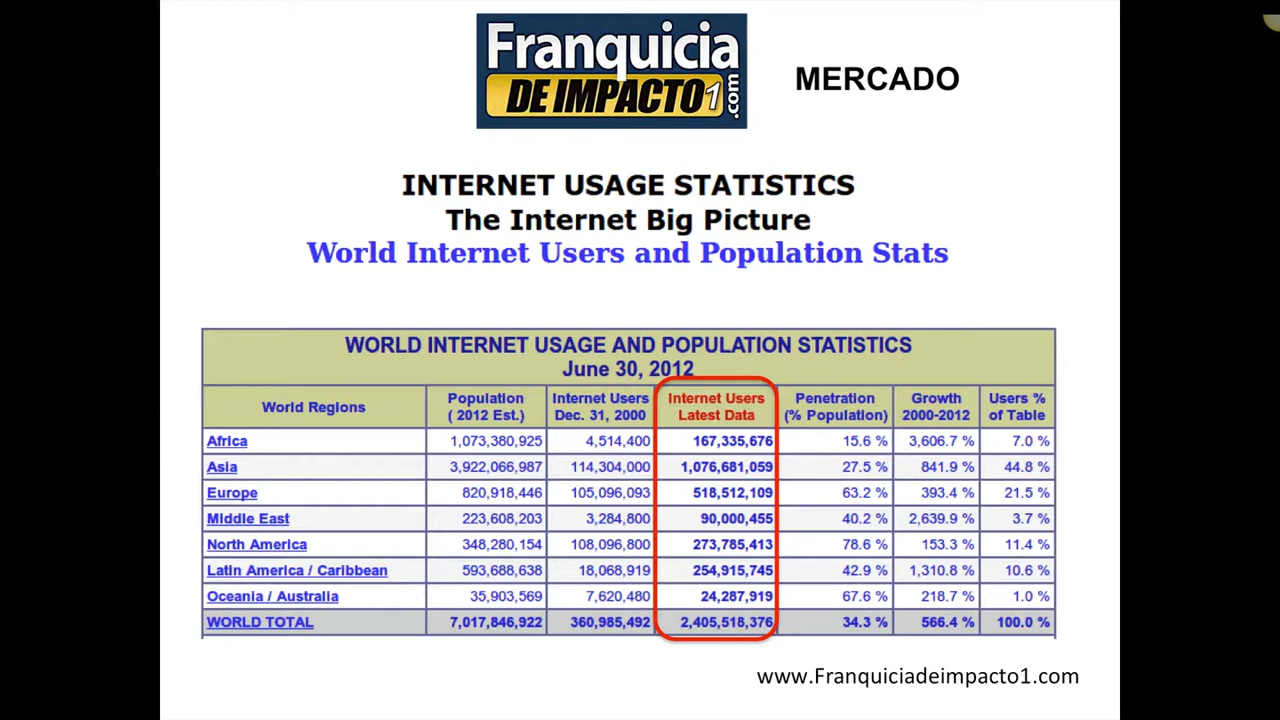 Franquicia
DE IMPACTO1.com
MERCADO
INTERNET USAGE STATISTICS
The Internet Big Picture
World Internet Users and Population Stats
WORLD INTERNET USAGE AND POPULATION STATISTICS
June 30, 2012
World Regions Population ( 2012 Est.) Internet Users Dec. 31, 2000 Internet Users Latest Data Penetration (% Population) Growth 2000-2012 Users % of Table
Africa 1,073,380,925 4,514,400 167,335,676 15.6 % 3,606.7 % 7.0 %
Asia 3,922,066,987 114,304,000 1,076,681,059 27.5 % 841.9 % 44.8 %
Europe 820,918,446 105,096,093 518,512,109 63.2 % 393.4 % 21.5 %
Middle East 223,608,203 3,284,800 90,000,455 40.2 % 2,639.9 % 3.7 %
North America 348,280,154 108,096,800 273,785,413 78.6 % 153.3 % 11.4 %
Latin America / Caribbean 593,688,638 18,068,919 254,915,745 42.9 % 1,310.8 % 10.6 %
Oceania / Australia 35,903,569 7,620,480 24,287,919 67.6 % 218.7 % 1.0 %
WORLD TOTAL 7,017,846,922 360,985,492 2,405,518,376 34.3 % 566.4 % 100.0 %
www.Franquiciadeimpacto1.com